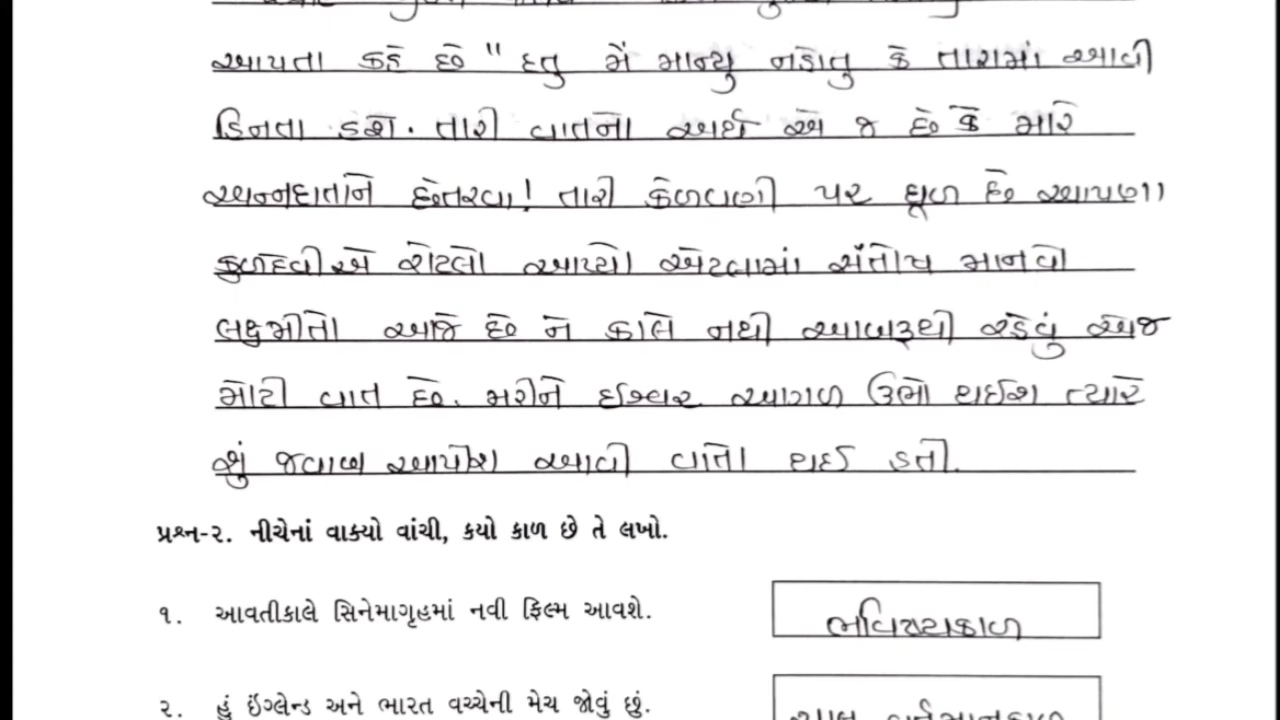 આપતા કહે છે " દતુ મેં માન્યુ નહોતુ કે તારામાં આવી
હિનતા હશે. તારી વાતનો અર્થ એ જ છે કે મારે
અન્નદાતાને છેતરવા! તારી કેળવણી પર ધૂળ છે આપણા
કુળદેવીએ રોટલો આપ્યો એટલામાં સંતોષ માનવો
લક્ષ્મીતો આજે છે ને કાલે નથી આબરૂથી રહેવું એજ
મોટી વાત છે. મરીને ઈશ્વર આગળ ઉભો થઈશ ત્યારે
શું જવાબ આપીશ આવી વાતો થઈ હતી.
પ્રશ્ન-૨. નીચેનાં વાક્યો વાંચી, કયો કાળ છે તે લખો.
૧. આવતીકાલે સિનેમાગૃહમાં નવી ફિલ્મ આવશે. ભવિષ્યકાળ
૨. હું ઈંગ્લેન્ડ અને ભારત વચ્ચેની મેચ જોવું છું.